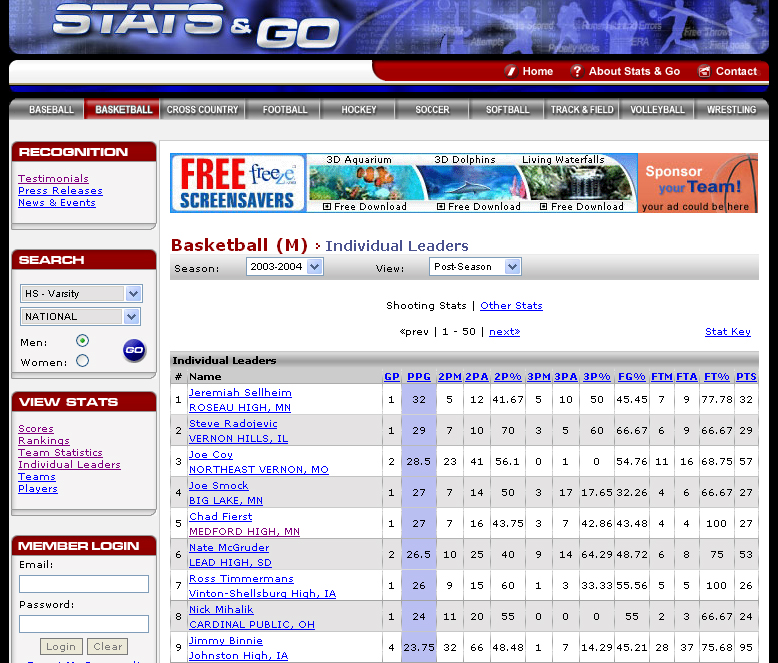 STATS & GO
Home ? About Stats & Go Contact
BASEBALL BASKETBALL CROSS COUNTRY FOOTBALL HOCKEY SOCCER SOFTBALL TRACK & FIELD VOLLEYBALL WRESTLING
RECOGNITION
Testimonials
Press Releases
News & Events
SEARCH
HS - Varsity
NATIONAL
Men:
Women:
GO
VIEW STATS
Scores
Rankings
Team Statistics
Individual Leaders
Teams
Players
MEMBER LOGIN
Email:
Password:
Login Clear
FREE freeze SCREENSAVERS
3D Aquarium 3D Dolphins Living Waterfalls
Free Download Free Download Free Download
Sponsor
your Team!
your ad could be here
Basketball (M) › Individual Leaders
Season: 2003-2004 View: Post-Season
Shooting Stats | Other Stats
«prev | 1 - 50 | next» Stat Key
Individual Leaders
# Name GP PPG 2PM 2PA 2P% 3PM 3PA 3P% FG% FTM FTA FT% PTS
1 Jeremiah Sellheim
ROSEAU HIGH, MN 1 32 5 12 41.67 5 10 50 45.45 7 9 77.78 32
2 Steve Radojevic
VERNON HILLS, IL 1 29 7 10 70 3 5 60 66.67 6 9 66.67 29
3 Joe Coy
NORTHEAST VERNON, MO 2 28.5 23 41 56.1 0 1 0 54.76 11 16 68.75 57
4 Joe Smock
BIG LAKE, MN 1 27 7 14 50 3 17 17.65 32.26 4 6 66.67 27
5 Chad Fierst
MEDFORD HIGH, MN 1 27 7 16 43.75 3 7 42.86 43.48 4 4 100 27
6 Nate McGruder
LEAD HIGH, SD 2 26.5 10 25 40 9 14 64.29 48.72 6 8 75 53
7 Ross Timmermans
Vinton-Shellsburg High, IA 1 26 9 15 60 1 3 33.33 55.56 5 5 100 26
8 Nick Mihalik
CARDINAL PUBLIC, OH 1 24 11 20 55 0 0 0 55 2 3 66.67 24
9 Jimmy Binnie
Johnston High, IA 4 23.75 32 66 48.48 1 7 14.29 45.21 28 37 75.68 95